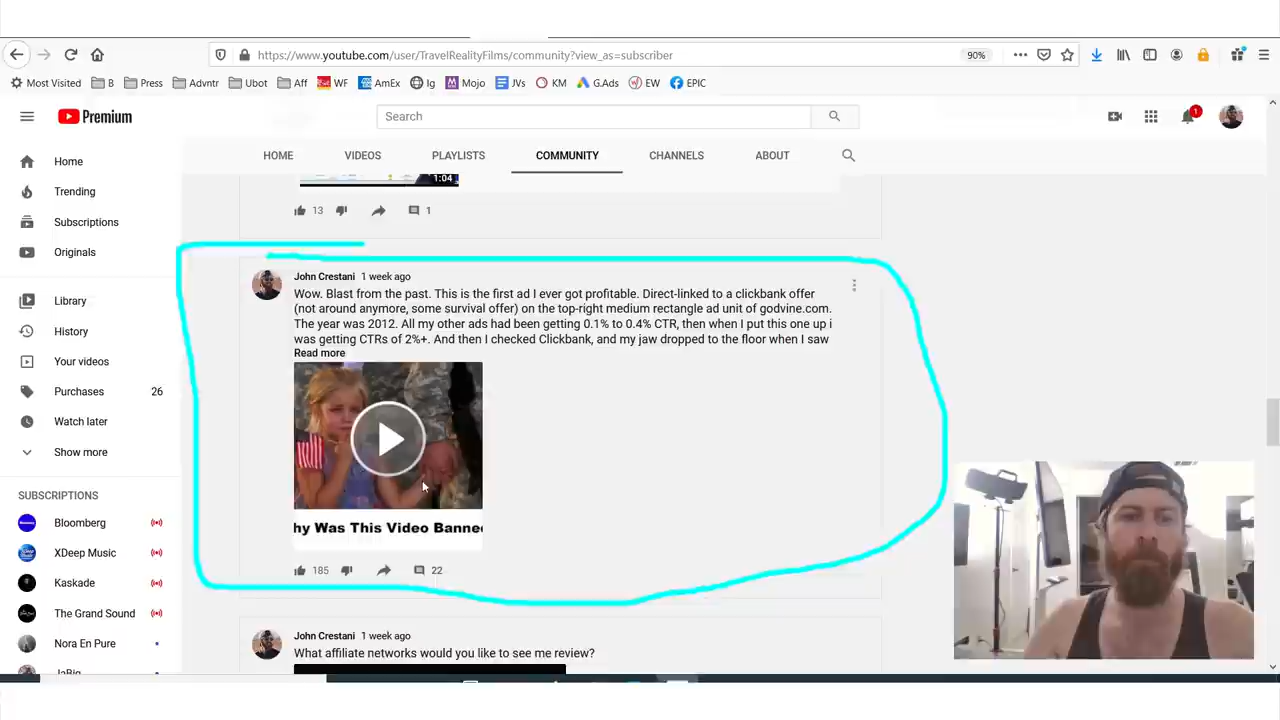 https://www.youtube.com/user/TravelRealityFilms/community?view_as=subscriber
90%
Most Visited
B
Press
Advntr
Ubot
Aff
WF
AmEx
Ig
Mojo
JVs
KM
G.Ads
EW
EPIC
Premium
Search
1
HOME
VIDEOS
PLAYLISTS
COMMUNITY
CHANNELS
ABOUT
Home
Trending
Subscriptions
Originals
Library
History
Your videos
Purchases 26
Watch later
Show more
SUBSCRIPTIONS
Bloomberg
XDeep Music
Kaskade
The Grand Sound
Nora En Pure
JaBig
1:04
13
1
John Crestani 1 week ago
Wow. Blast from the past. This is the first ad I ever got profitable. Direct-linked to a clickbank offer
(not around anymore, some survival offer) on the top-right medium rectangle ad unit of godvine.com.
The year was 2012. All my other ads had been getting 0.1% to 0.4% CTR, then when I put this one up i
was getting CTRs of 2%+. And then I checked Clickbank, and my jaw dropped to the floor when I saw
Read more
hy Was This Video Banne
185
22
John Crestani 1 week ago
What affiliate networks would you like to see me review?